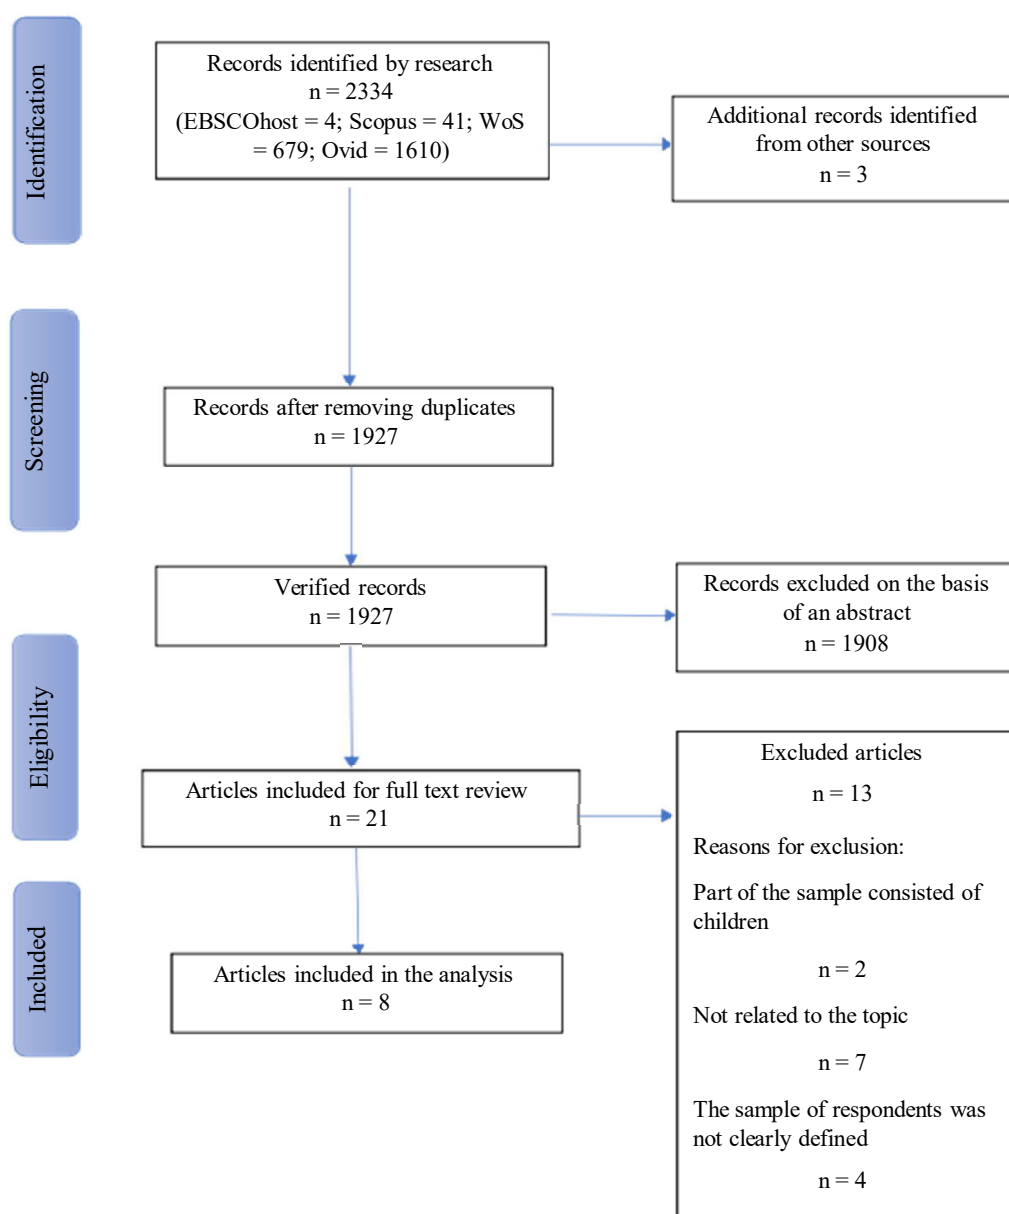 Identification
Records identified by research
n = 2334
(EBSCOhost = 4; Scopus = 41; WoS
= 679; Ovid = 1610)
Additional records identified
from other sources
n = 3
Screening
Records after removing duplicates
n = 1927
Verified records
n = 1927
Records excluded on the basis
of an abstract
n = 1908
Eligibility
Articles included for full text review
n = 21
Excluded articles
n = 13
Reasons for exclusion:
Part of the sample consisted of
children
n = 2
Not related to the topic
n = 7
The sample of respondents was
not clearly defined
n = 4
Included
Articles included in the analysis
n = 8